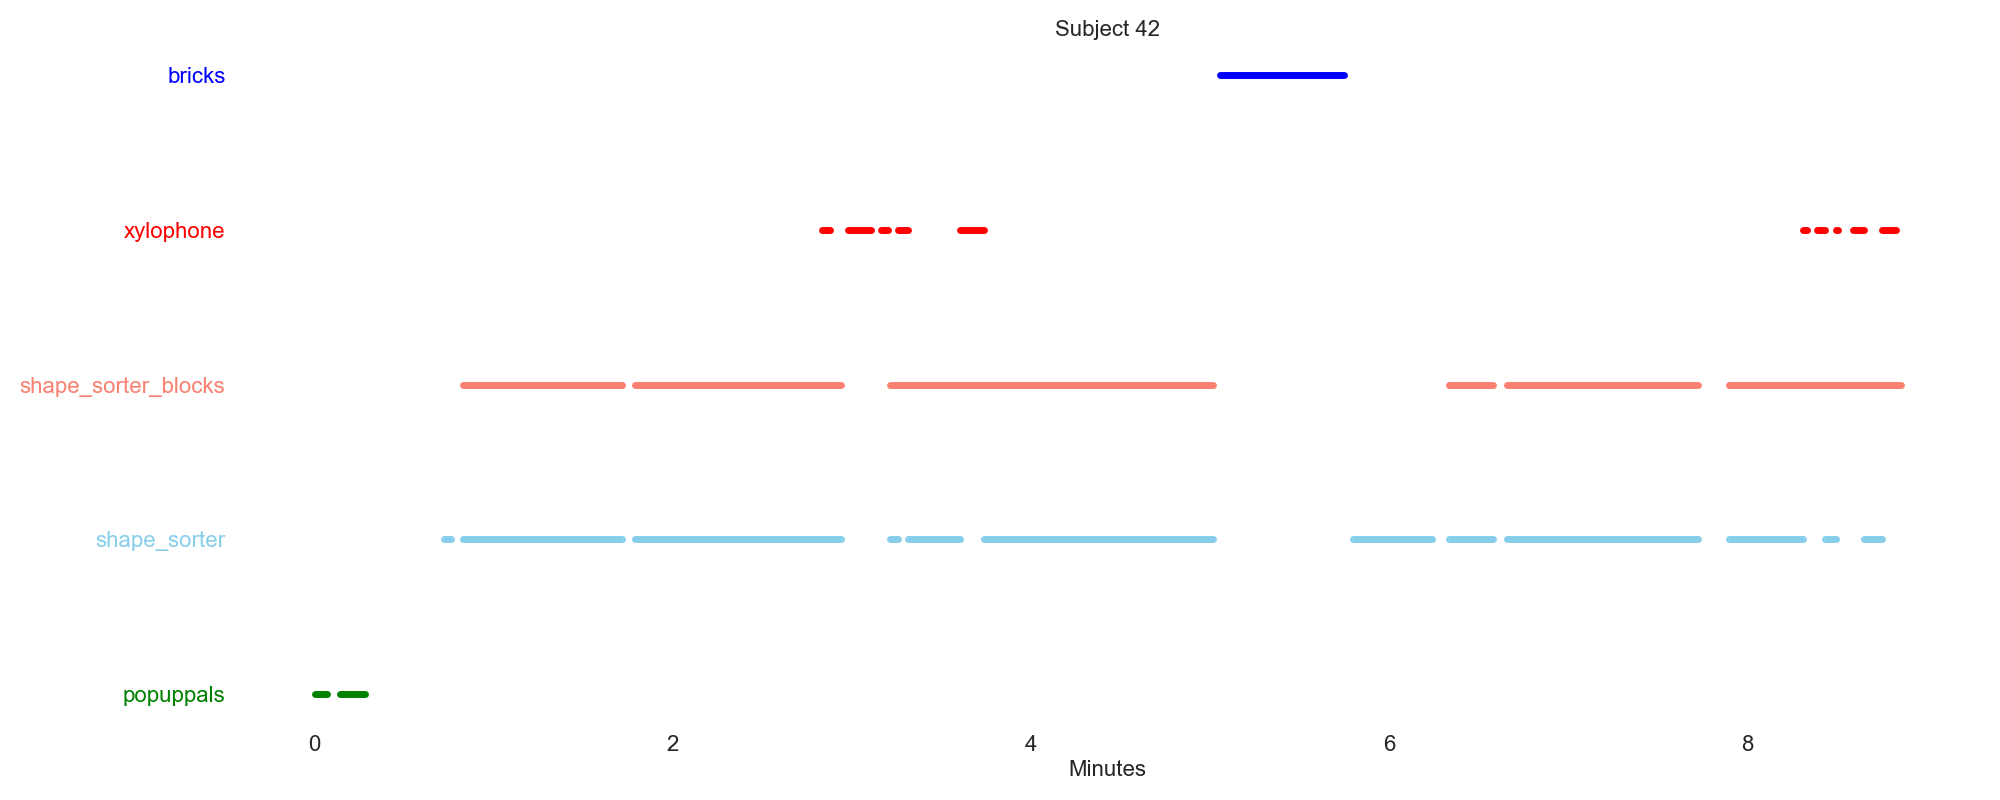 Subject 42
bricks
xylophone
shape_sorter_blocks
shape_sorter
popuppals
0 2 4 6 8
Minutes